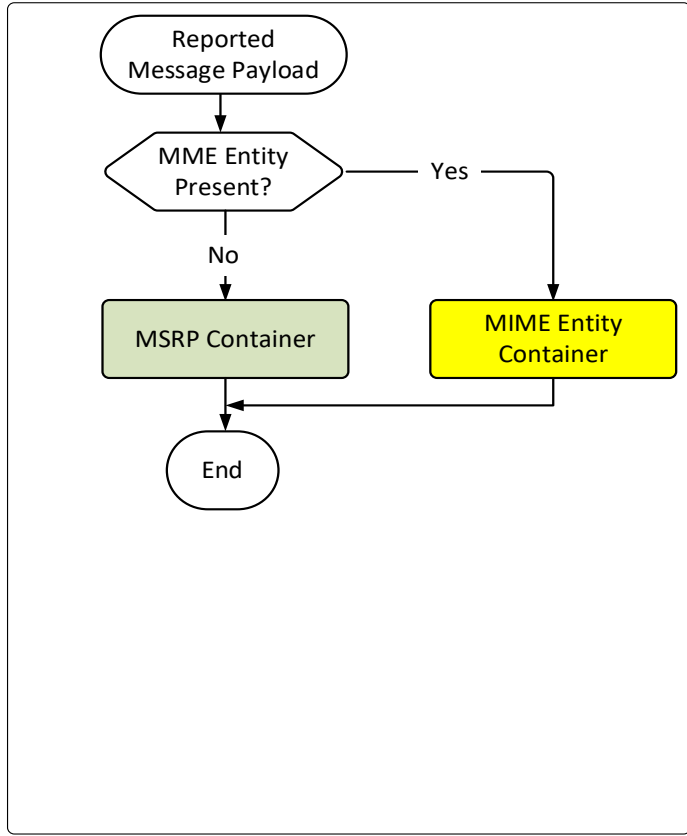 Reported
Message Payload
MME Entity
Present?
Yes
No
MSRP Container
MIME Entity
Container
End